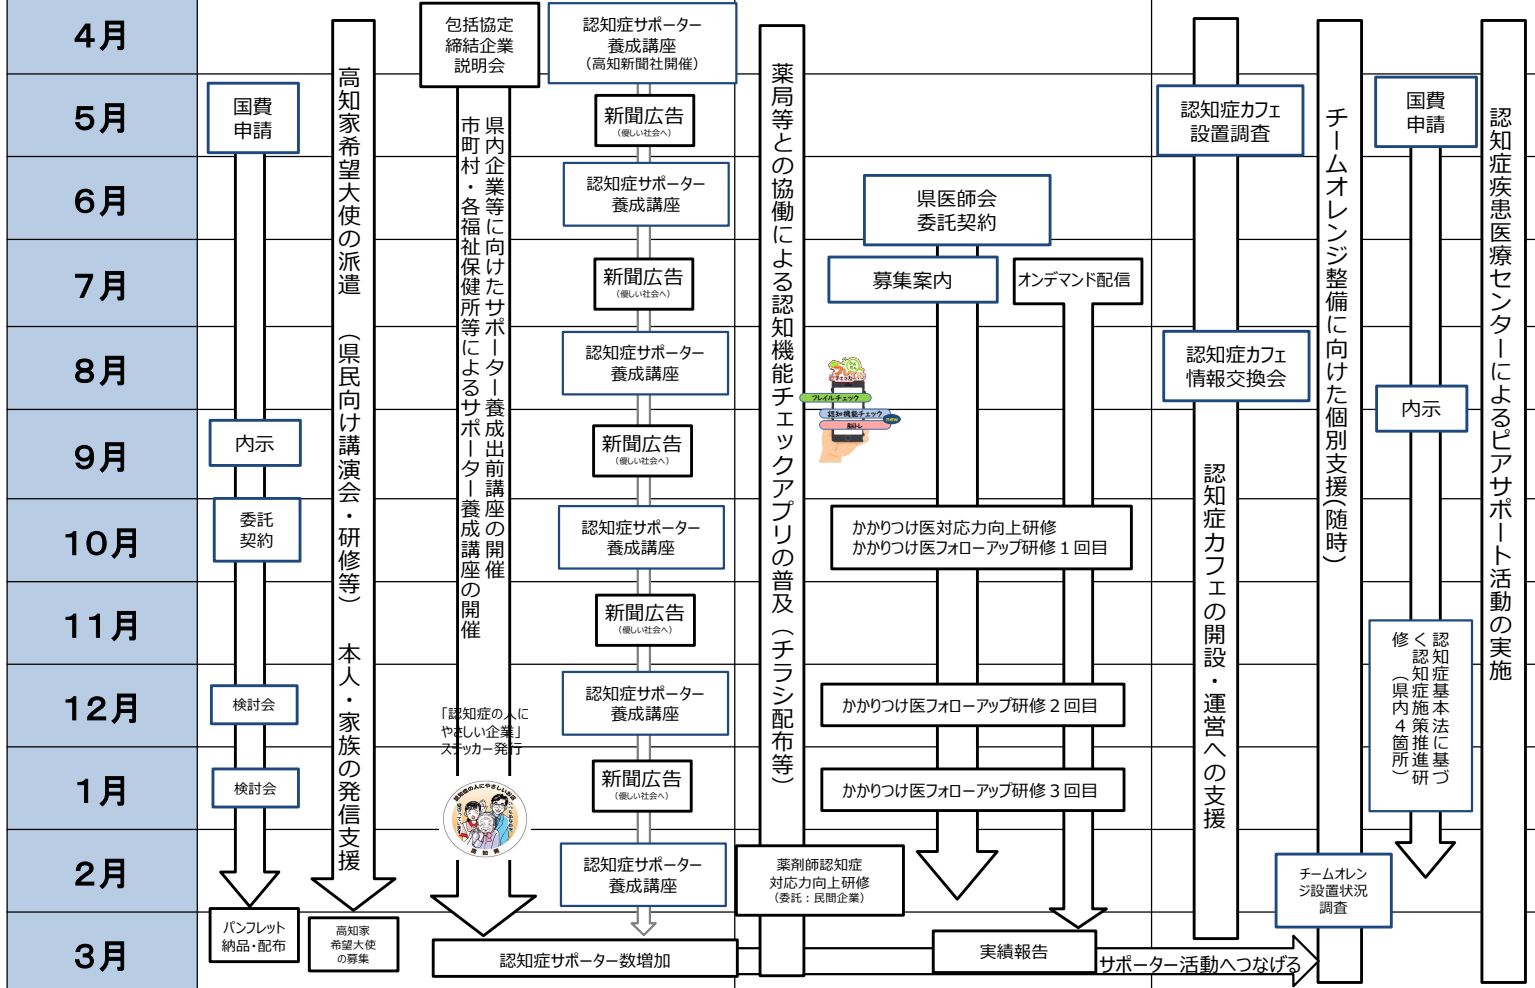 4月
5月
6月
7月
8月
9月
10月
11月
12月
1月
2月
3月
国費
申請
内示
委託
契約
検討会
検討会
パンフレット
納品・配布
高知家希望大使の派遣　（県民向け講演会・研修等）　本人・家族の発信支援
高知家
希望大使
の募集
包括協定
締結企業
説明会
県内企業等に向けたサポーター養成出前講座の開催
市町村・各福祉保健所等によるサポーター養成講座の開催
「認知症の人に
やさしい企業」
ステッカー発行
認知症サポーター
養成講座
（高知新聞社開催）
新聞広告
（優しい社会へ）
認知症サポーター
養成講座
新聞広告
（優しい社会へ）
認知症サポーター
養成講座
新聞広告
（優しい社会へ）
認知症サポーター
養成講座
新聞広告
（優しい社会へ）
認知症サポーター
養成講座
新聞広告
（優しい社会へ）
認知症サポーター
養成講座
認知症サポーター数増加
薬局等との協働による認知機能チェックアプリの普及（チラシ配布等）
フレイルチェック
認知機能チェック
脳トレ
薬剤師認知症
対応力向上研修
（委託：民間企業）
県医師会
委託契約
募集案内
オンデマンド配信
かかりつけ医対応力向上研修
かかりつけ医フォローアップ研修１回目
かかりつけ医フォローアップ研修２回目
かかりつけ医フォローアップ研修３回目
実績報告
サポーター活動へつなげる
認知症カフェ
設置調査
認知症カフェ
情報交換会
認知症カフェの開設・運営への支援
チームオレンジ整備に向けた個別支援(随時)
チームオレン
ジ設置状況
調査
国費
申請
内示
認知症基本法に基づ
く認知症施策推進研
修　（県内４箇所）
認知症疾患医療センターによるピアサポート活動の実施